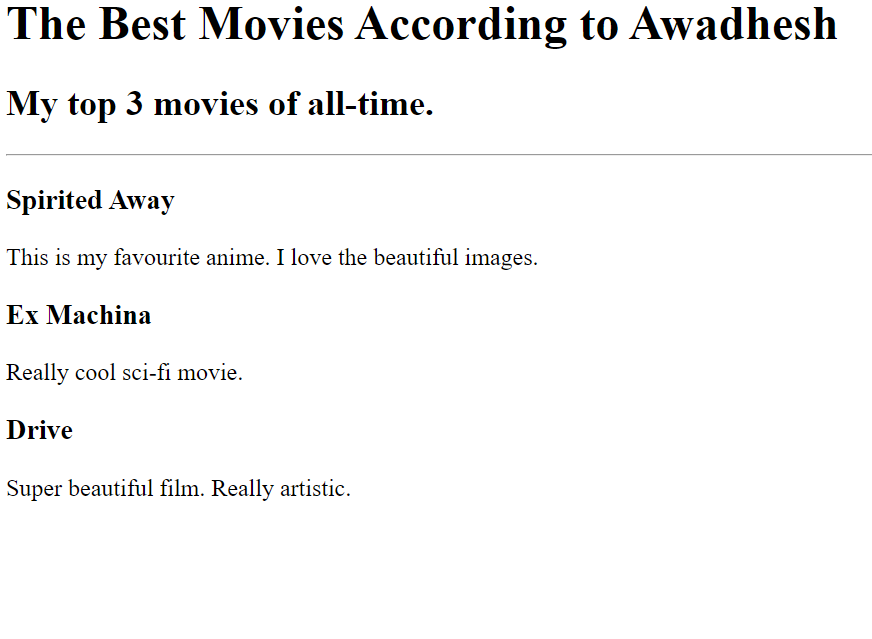 The Best Movies According to Awadhesh
My top 3 movies of all-time.
Spirited Away
This is my favourite anime. I love the beautiful images.
Ex Machina
Really cool sci-fi movie.
Drive
Super beautiful film. Really artistic.